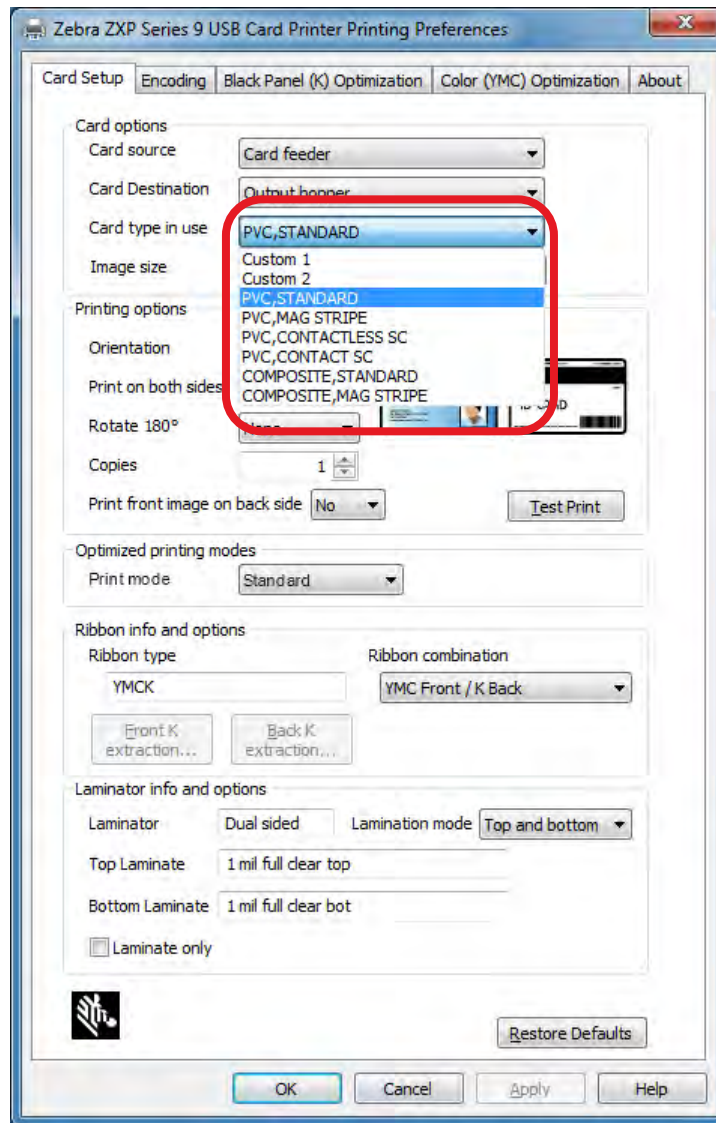 Zebra ZXP Series 9 USB Card Printer Printing Preferences
Card Setup Encoding Black Panel (K) Optimization Color (YMC) Optimization About
Card options
Card source Card feeder
Card Destination Output hopper
Card type in use PVC,STANDARD
Custom 1
Image size
Custom 2
PVC,STANDARD
Printing options
PVC,MAG STRIPE
PVC,CONTACTLESS SC
Orientation
PVC,CONTACT SC
COMPOSITE,STANDARD
Print on both sides
COMPOSITE,MAG STRIPE
ID CARD
Rotate 180° None
Copies 1
Print front image on back side No Test Print
Optimized printing modes
Print mode Standard
Ribbon info and options
Ribbon type Ribbon combination
YMCK YMC Front / K Back
Front K extraction... Back K extraction...
Laminator info and options
Laminator Dual sided Lamination mode Top and bottom
Top Laminate 1 mil full clear top
Bottom Laminate 1 mil full clear bot
Laminate only
Restore Defaults
OK Cancel Apply Help